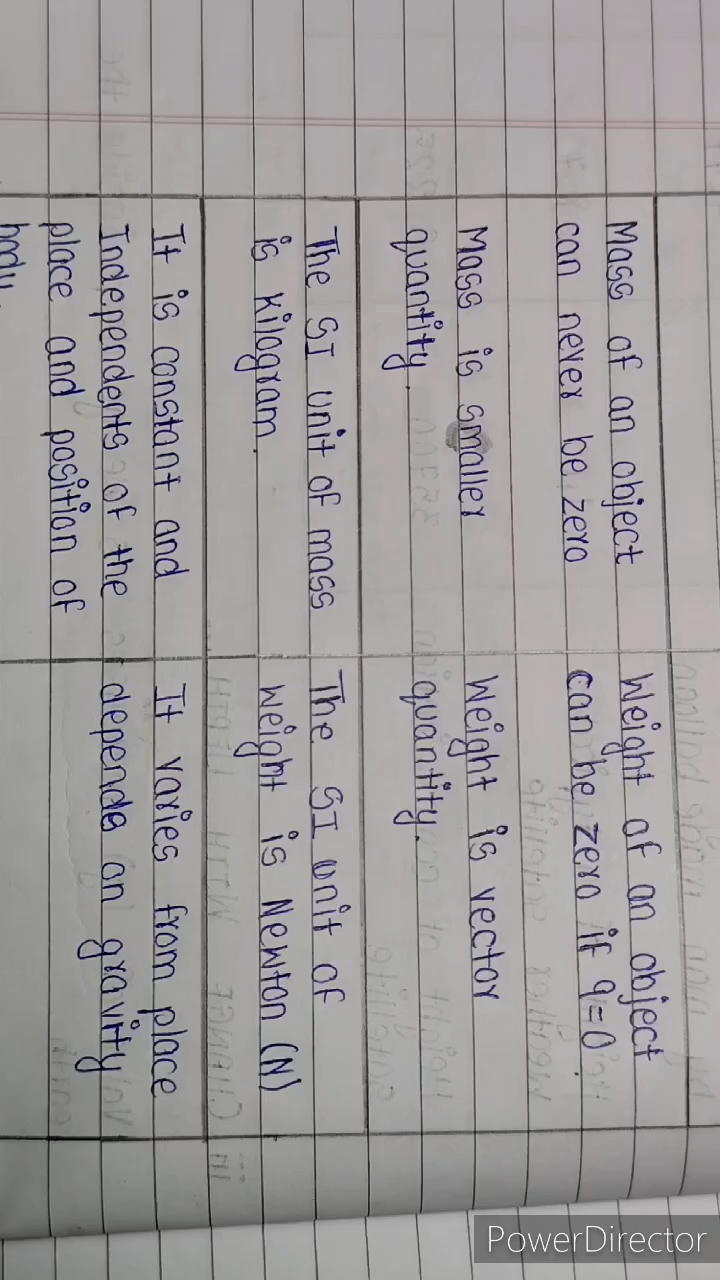 Mass of an object
can never be zero
Weight of an object
can be zero if g=0.
Mass is smaller
quantity.
Weight is vector
quantity.
The SI unit of mass
is kilogram.
The SI unit of
weight is Newton (N)
It is constant and
Independents of the
place and position of
body.
It varies from place
depends on gravity
PowerDirector